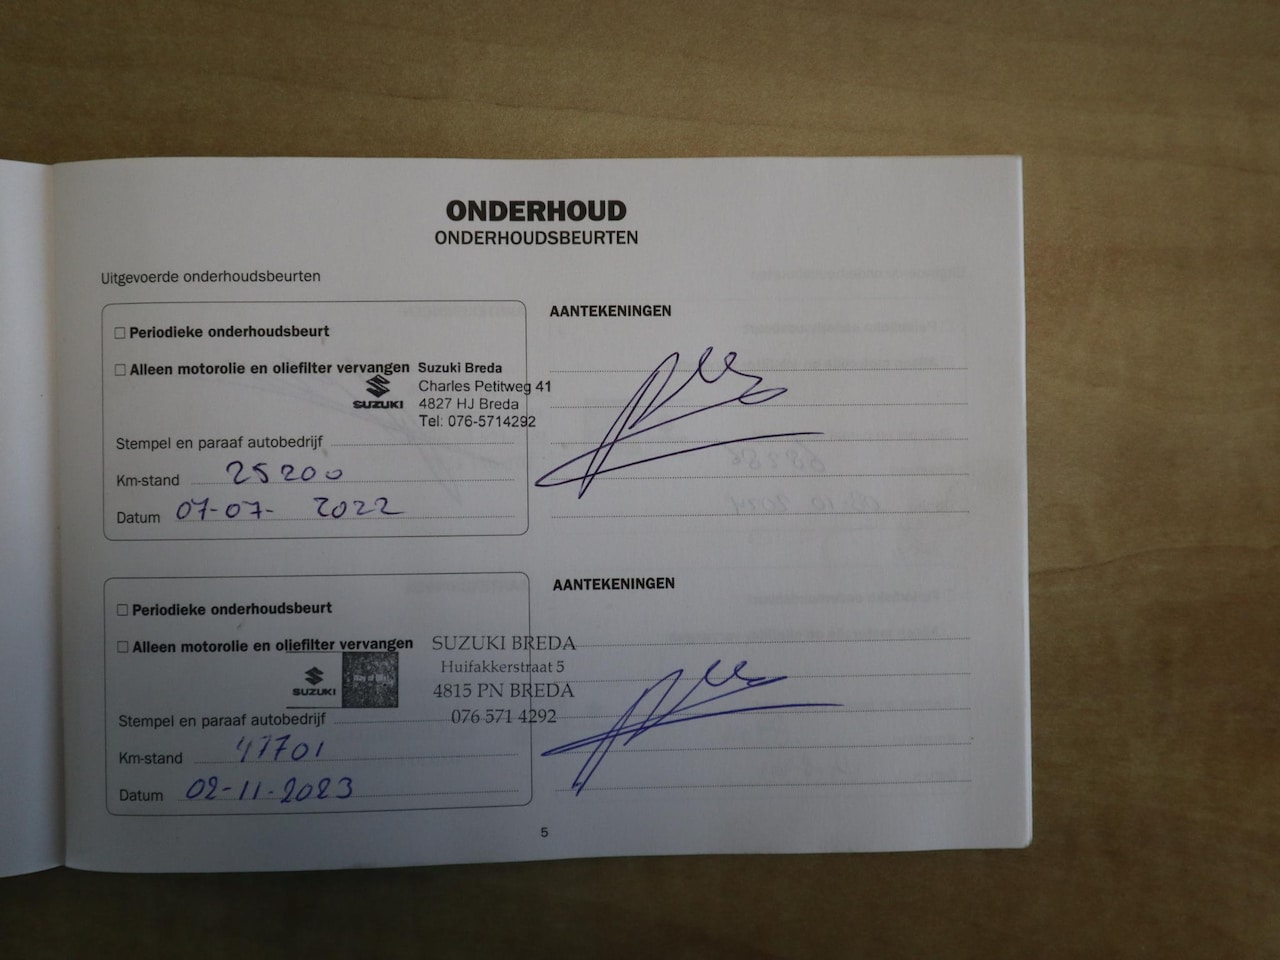 ONDERHOUD
ONDERHOUDSBEURTEN
Uitgevoerde onderhoudsbeurten
Periodieke onderhoudsbeurt
Alleen motorolie en oliefilter vervangen
SUZUKI
Suzuki Breda
Charles Petitweg 41
4827 HJ Breda
Tel: 076-5714292
Stempel en paraaf autobedrijf
Km-stand 25200
Datum 07-07- 2022
AANTEKENINGEN
Periodieke onderhoudsbeurt
Alleen motorolie en oliefilter vervangen
SUZUKI
Way of Life!
SUZUKI BREDA
Huifakkerstraat 5
4815 PN BREDA
076 571 4292
Stempel en paraaf autobedrijf
Km-stand 47701
Datum 02-11-2023
AANTEKENINGEN
5